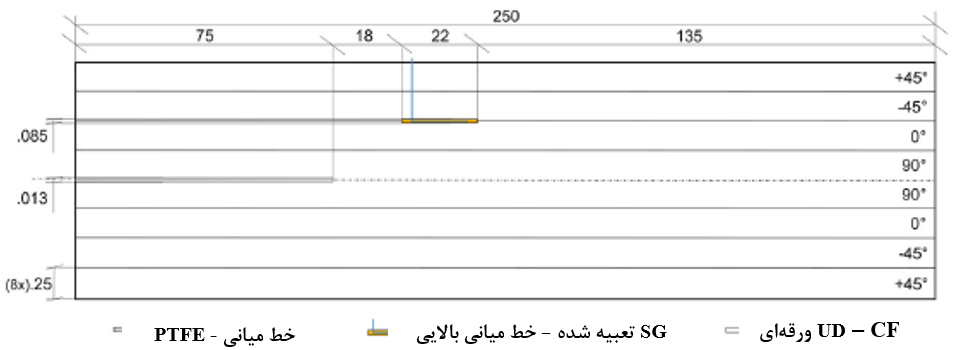 250
75 18 22 135
+45°
-45°
.085 0°
90°
.013 90°
0°
-45°
(8x).25 +45°
UD – CF ورقه‌ای
SG تعبیه شده – خط میانی بالایی
خط میانی - PTFE